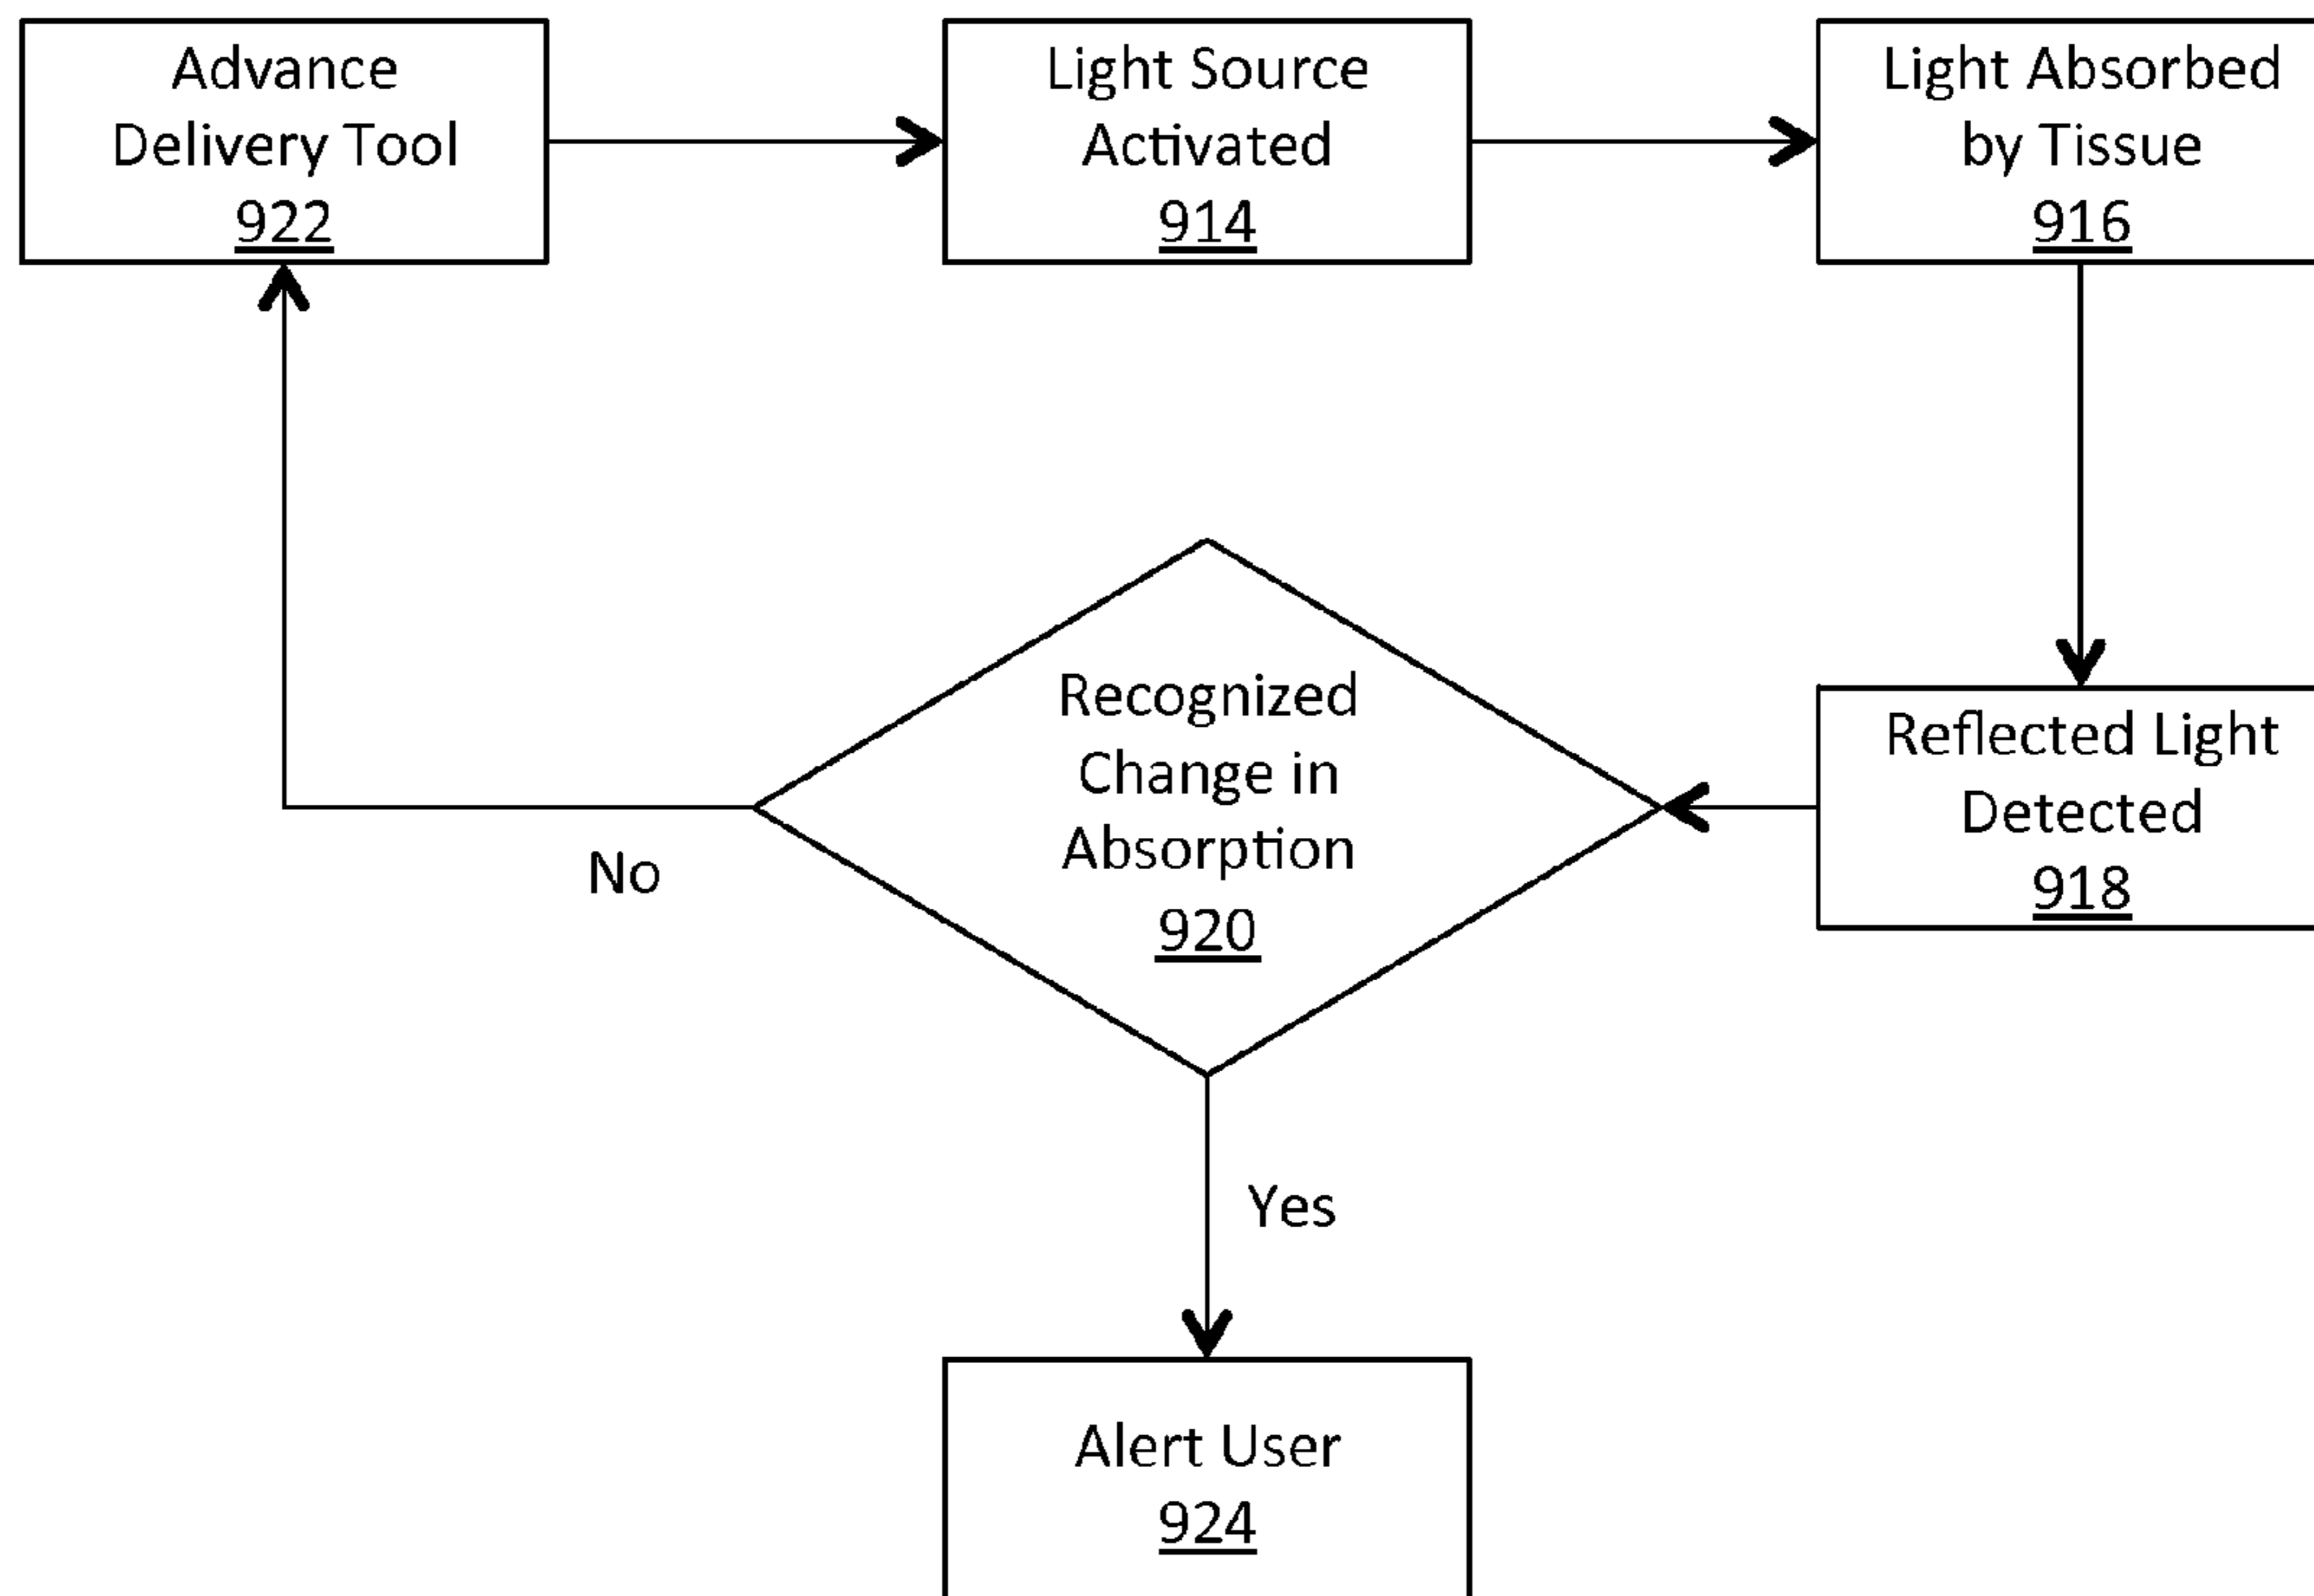 Advance
Delivery Tool
922
Light Source
Activated
914
Light Absorbed
by Tissue
916
Recognized
Change in
Absorption
920
Reflected Light
Detected
918
No
Yes
Alert User
924